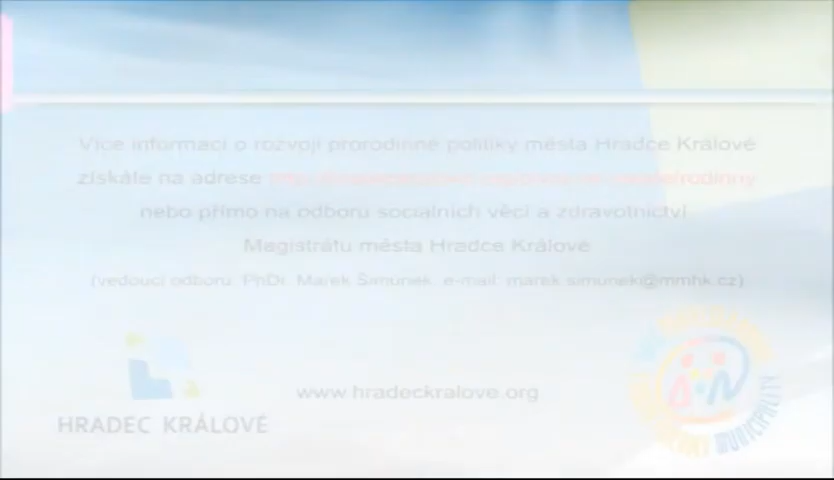 Více informací o rozvoji prorodinné politiky města Hradce Králové
získáte na adrese
nebo přímo na odboru sociálních věcí a zdravotnictví
Magistrátu města Hradce Králové
(vedoucí odboru: PhDr. Marek Šimůnek, e-mail: marek.simunek@mmhk.cz)
www.hradeckralove.org
HRADEC KRÁLOVÉ
MUNICIPALITY